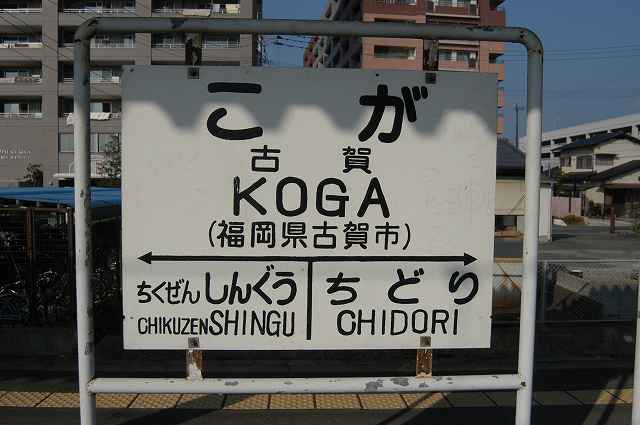 こが
古賀
KOGA
(福岡県古賀市)
ちくぜんしんぐう ちどり
CHIKUZEN SHINGU CHIDORI